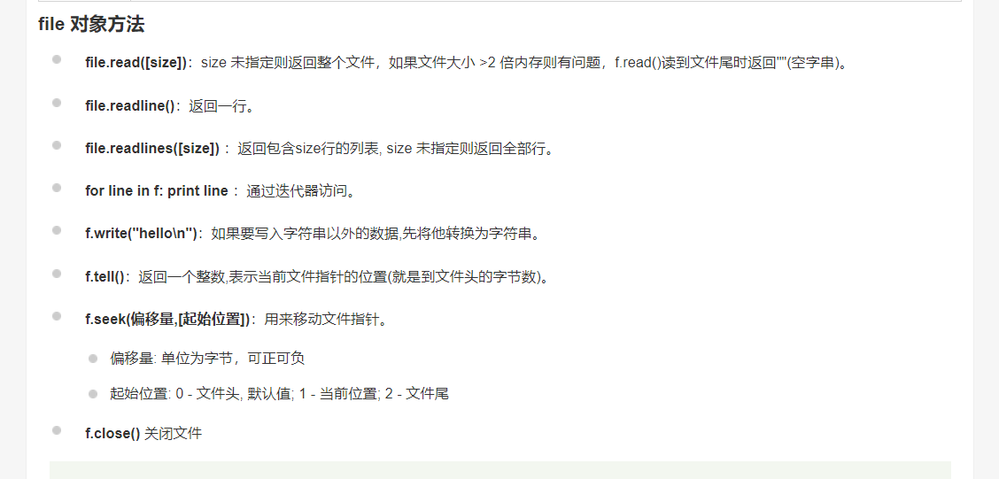 file 对象方法
file.read([size])：size 未指定则返回整个文件，如果文件大小 >2 倍内存则有问题，f.read()读到文件尾时返回""(空字串)。
file.readline()：返回一行。
file.readlines([size]) ：返回包含size行的列表, size 未指定则返回全部行。
for line in f: print line ：通过迭代器访问。
f.write("hello\n")：如果要写入字符串以外的数据,先将他转换为字符串。
f.tell()：返回一个整数,表示当前文件指针的位置(就是到文件头的字节数)。
f.seek(偏移量,[起始位置])：用来移动文件指针。
偏移量: 单位为字节，可正可负
起始位置: 0 - 文件头, 默认值; 1 - 当前位置; 2 - 文件尾
f.close() 关闭文件